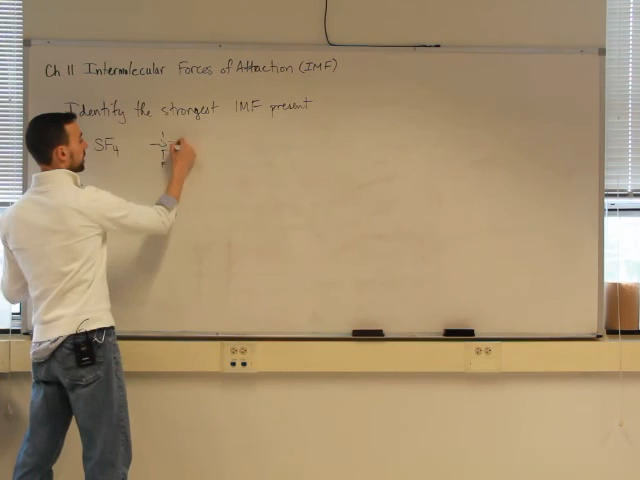 Ch 11 Intermolecular Forces of Attraction (IMF)
Identify the strongest IMF present
SF₄